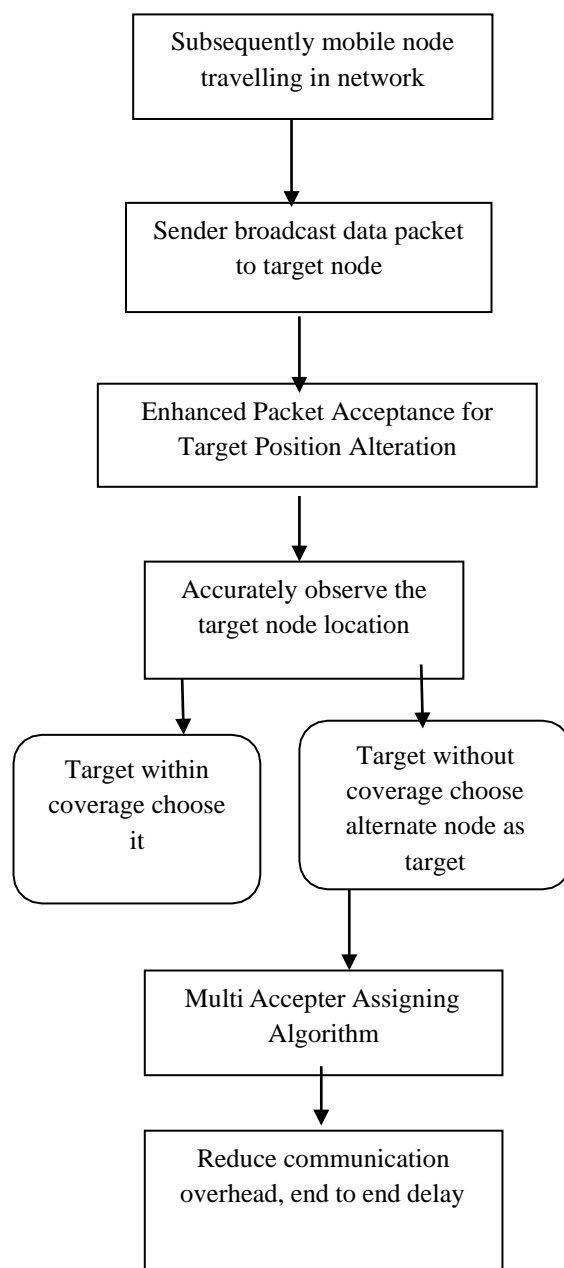 Subsequently mobile node
travelling in network
Sender broadcast data packet
to target node
Enhanced Packet Acceptance for
Target Position Alteration
Accurately observe the
target node location
Target within
coverage choose
it
Target without
coverage choose
alternate node as
target
Multi Accepter Assigning
Algorithm
Reduce communication
overhead, end to end delay